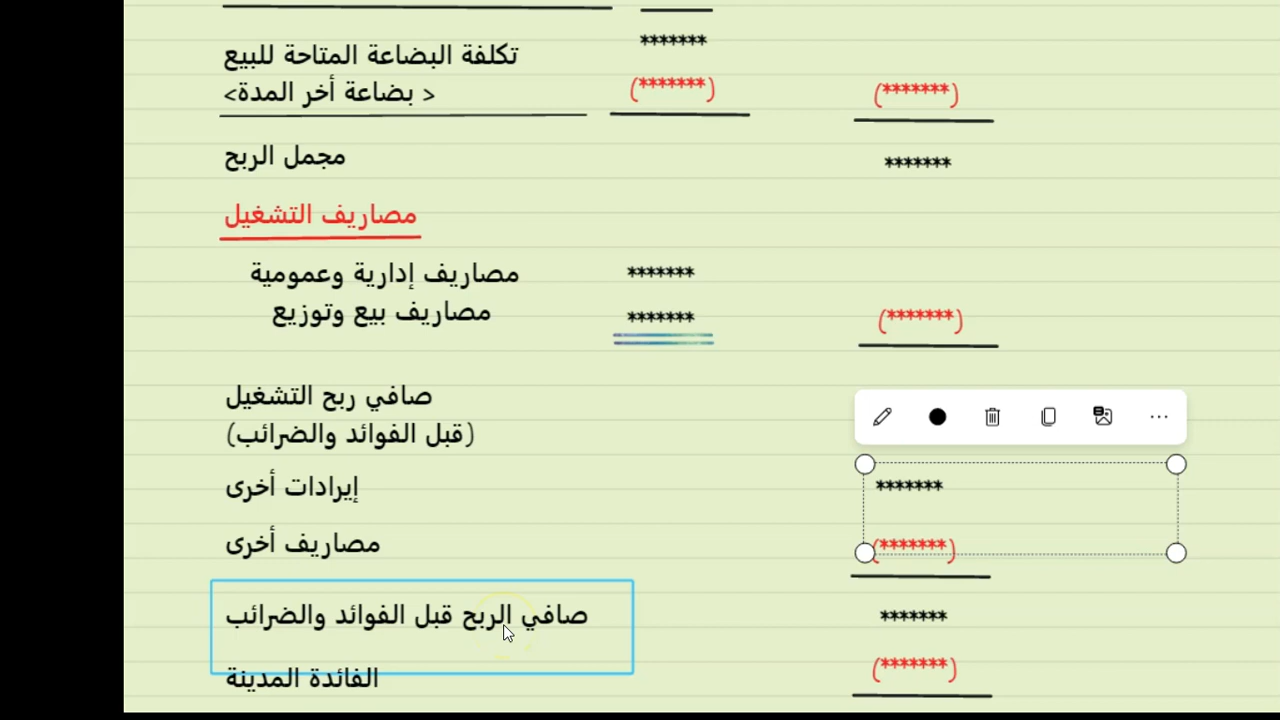 *******
تكلفة البضاعة المتاحة للبيع
< بضاعة أخر المدة> (*******) (*******)
مجمل الربح *******
مصاريف التشغيل
مصاريف إدارية وعمومية *******
مصاريف بيع وتوزيع ******* (*******)
صافي ربح التشغيل
(قبل الفوائد والضرائب)
إيرادات أخرى *******
مصاريف أخرى (*******)
صافي الربح قبل الفوائد والضرائب *******
الفائدة المدينة (*******)